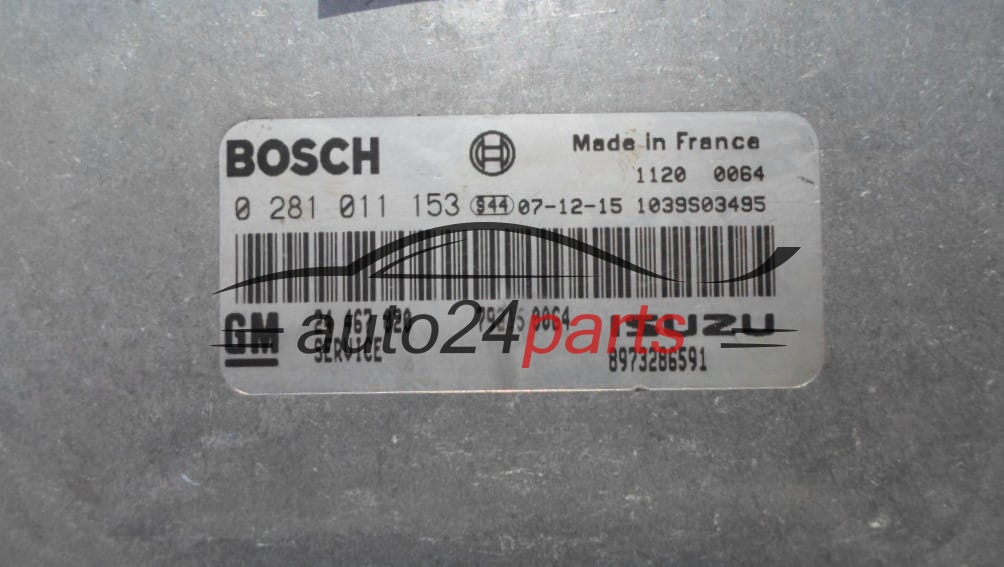 BOSCH Made in France
1120 0064
0 281 011 153 S44 07-12-15 1039S03495
GM 0064 ISUZU
SERVICE 8973286591
auto24parts